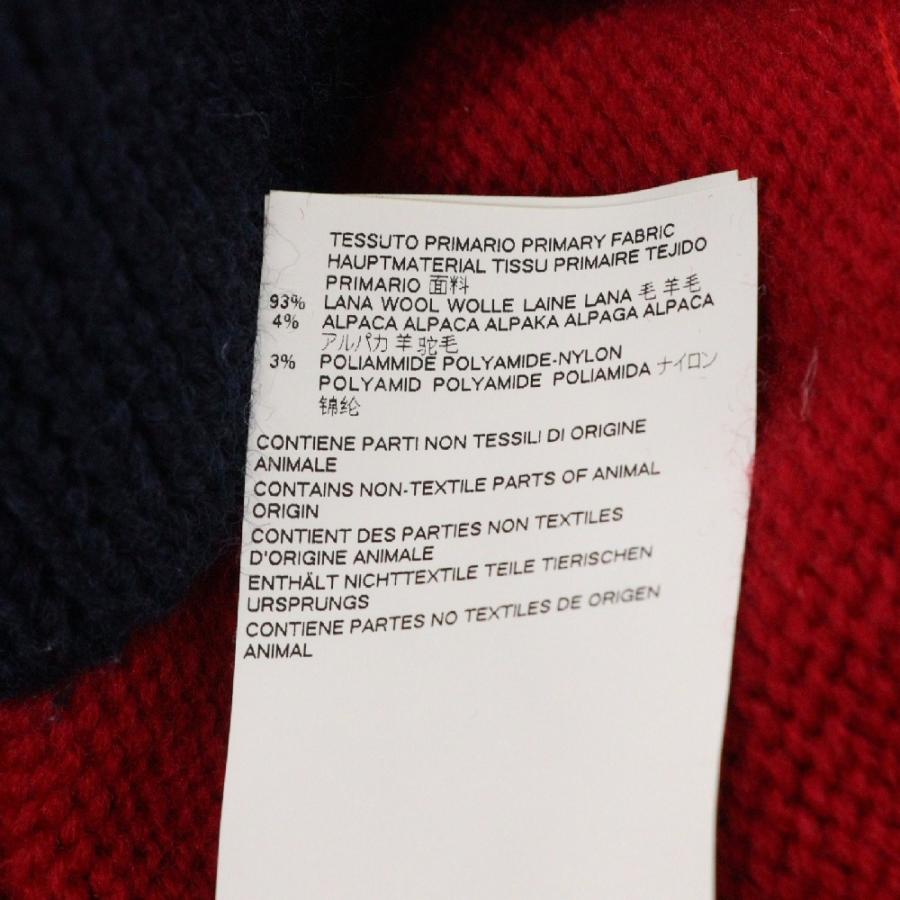 TESSUTO PRIMARIO PRIMARY FABRIC
HAUPTMATERIAL TISSU PRIMAIRE TEJIDO
PRIMARIO 面料
93% LANA WOOL WOLLE LAINE LANA 毛 羊毛
4% ALPACA ALPACA ALPAKA ALPAGA ALPACA
アルパカ 羊驼毛
3% POLIAMMIDE POLYAMIDE-NYLON
POLYAMID POLYAMIDE POLIAMIDA ナイロン
锦纶
CONTIENE PARTI NON TESSILI DI ORIGINE
ANIMALE
CONTAINS NON-TEXTILE PARTS OF ANIMAL
ORIGIN
CONTIENT DES PARTIES NON TEXTILES
D'ORIGINE ANIMALE
ENTHÄLT NICHTTEXTILE TEILE TIERISCHEN
URSPRUNGS
CONTIENE PARTES NO TEXTILES DE ORIGEN
ANIMAL